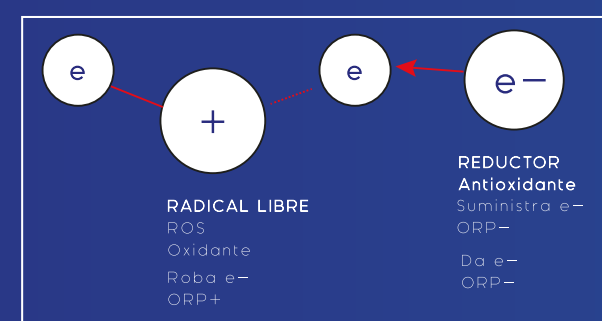 e
+
e
e−
RADICAL LIBRE
ROS
Oxidante
Roba e−
ORP+
REDUCTOR
Antioxidante
Suministra e−
ORP−
Da e−
ORP−